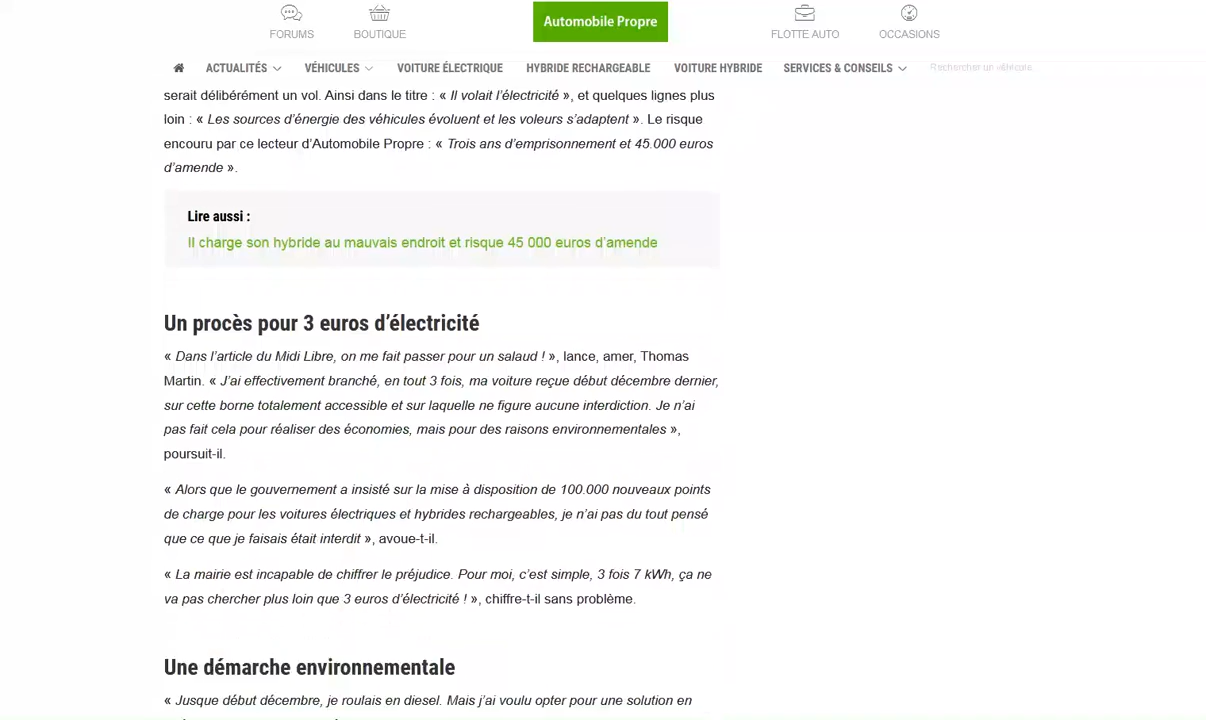 FORUMS
BOUTIQUE
Automobile Propre
FLOTTE AUTO
OCCASIONS
ACTUALITÉS
VÉHICULES
VOITURE ÉLECTRIQUE
HYBRIDE RECHARGEABLE
VOITURE HYBRIDE
SERVICES & CONSEILS
Rechercher un véhicule
serait délibérément un vol. Ainsi dans le titre : « Il volait l’électricité », et quelques lignes plus
loin : « Les sources d’énergie des véhicules évoluent et les voleurs s’adaptent ». Le risque
encouru par ce lecteur d’Automobile Propre : « Trois ans d’emprisonnement et 45.000 euros
d’amende ».
Lire aussi :
Il charge son hybride au mauvais endroit et risque 45 000 euros d’amende
Un procès pour 3 euros d’électricité
« Dans l’article du Midi Libre, on me fait passer pour un salaud ! », lance, amer, Thomas
Martin. « J’ai effectivement branché, en tout 3 fois, ma voiture reçue début décembre dernier,
sur cette borne totalement accessible et sur laquelle ne figure aucune interdiction. Je n’ai
pas fait cela pour réaliser des économies, mais pour des raisons environnementales »,
poursuit-il.
« Alors que le gouvernement a insisté sur la mise à disposition de 100.000 nouveaux points
de charge pour les voitures électriques et hybrides rechargeables, je n’ai pas du tout pensé
que ce que je faisais était interdit », avoue-t-il.
« La mairie est incapable de chiffrer le préjudice. Pour moi, c’est simple, 3 fois 7 kWh, ça ne
va pas chercher plus loin que 3 euros d’électricité ! », chiffre-t-il sans problème.
Une démarche environnementale
« Jusque début décembre, je roulais en diesel. Mais j’ai voulu opter pour une solution en